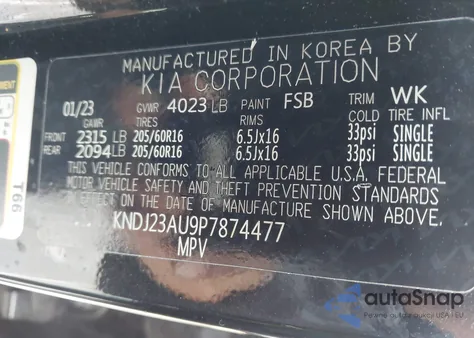 MANUFACTURED IN KOREA BY
KIA CORPORATION
01/23 GVWR 4023 LB PAINT FSB TRIM WK
GAWR TIRES RIMS COLD TIRE INFL
FRONT 2315 LB 205/60R16 6.5Jx16 33psi SINGLE
REAR 2094 LB 205/60R16 6.5Jx16 33psi SINGLE
THIS VEHICLE CONFORMS TO ALL APPLICABLE U.S.A. FEDERAL
MOTOR VEHICLE SAFETY AND THEFT PREVENTION STANDARDS
IN EFFECT ON THE DATE OF MANUFACTURE SHOWN ABOVE.
KNDJ23AU9P7874477
MPV
T66
autoSnap